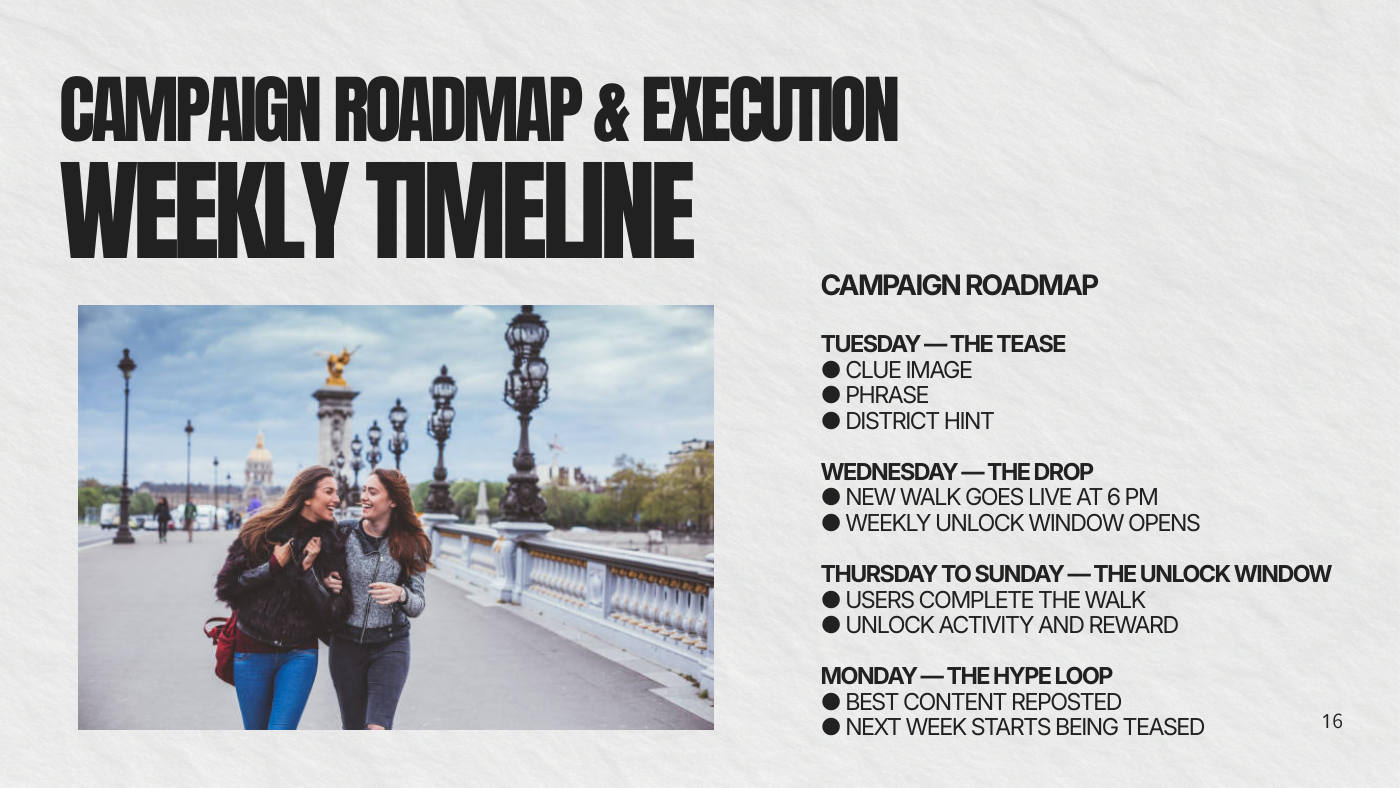 CAMPAIGN ROADMAP & EXECUTION
WEEKLY TIMELINE
CAMPAIGN ROADMAP
TUESDAY — THE TEASE
● CLUE IMAGE
● PHRASE
● DISTRICT HINT
WEDNESDAY — THE DROP
● NEW WALK GOES LIVE AT 6 PM
● WEEKLY UNLOCK WINDOW OPENS
THURSDAY TO SUNDAY — THE UNLOCK WINDOW
● USERS COMPLETE THE WALK
● UNLOCK ACTIVITY AND REWARD
MONDAY — THE HYPE LOOP
● BEST CONTENT REPOSTED
● NEXT WEEK STARTS BEING TEASED
16